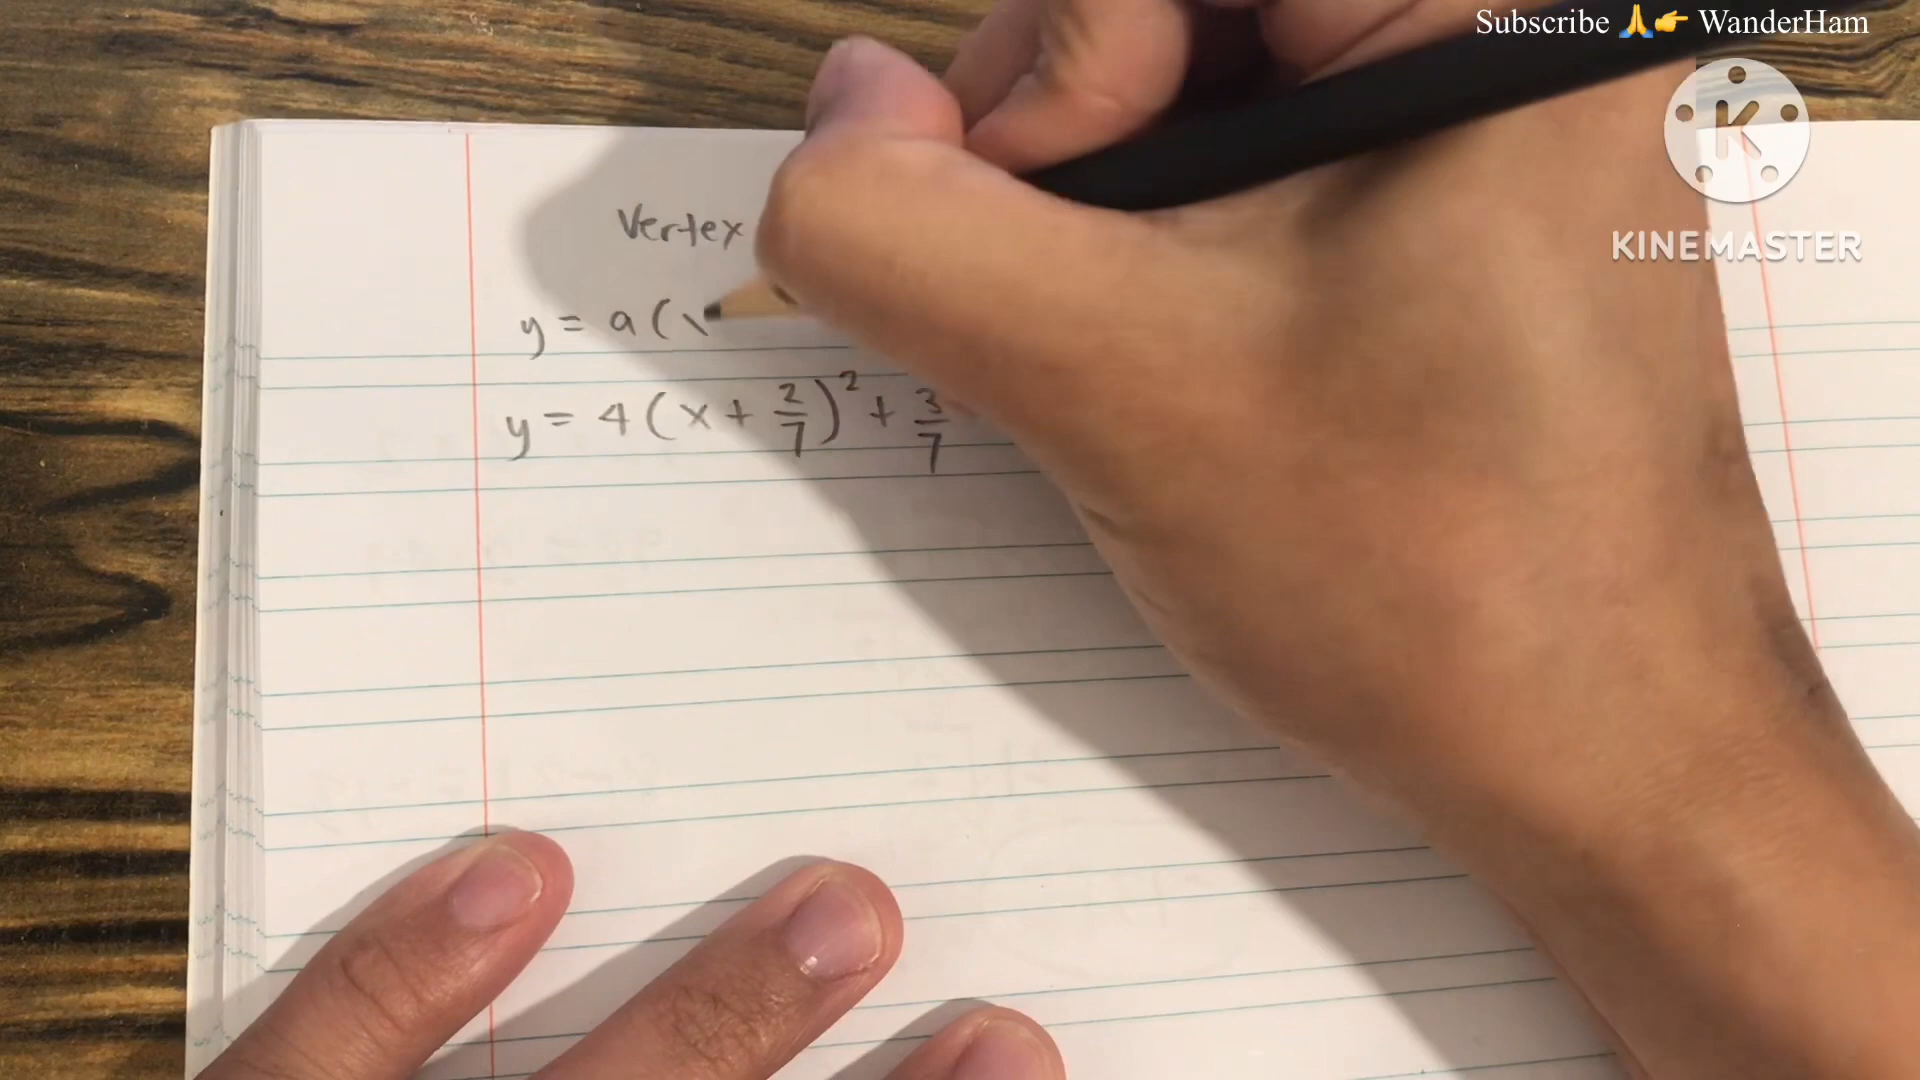 Subscribe 🙏👉 WanderHam
KINEMASTER
Vertex
y = a (
y = 4 (x + 2/7)² + 3/7